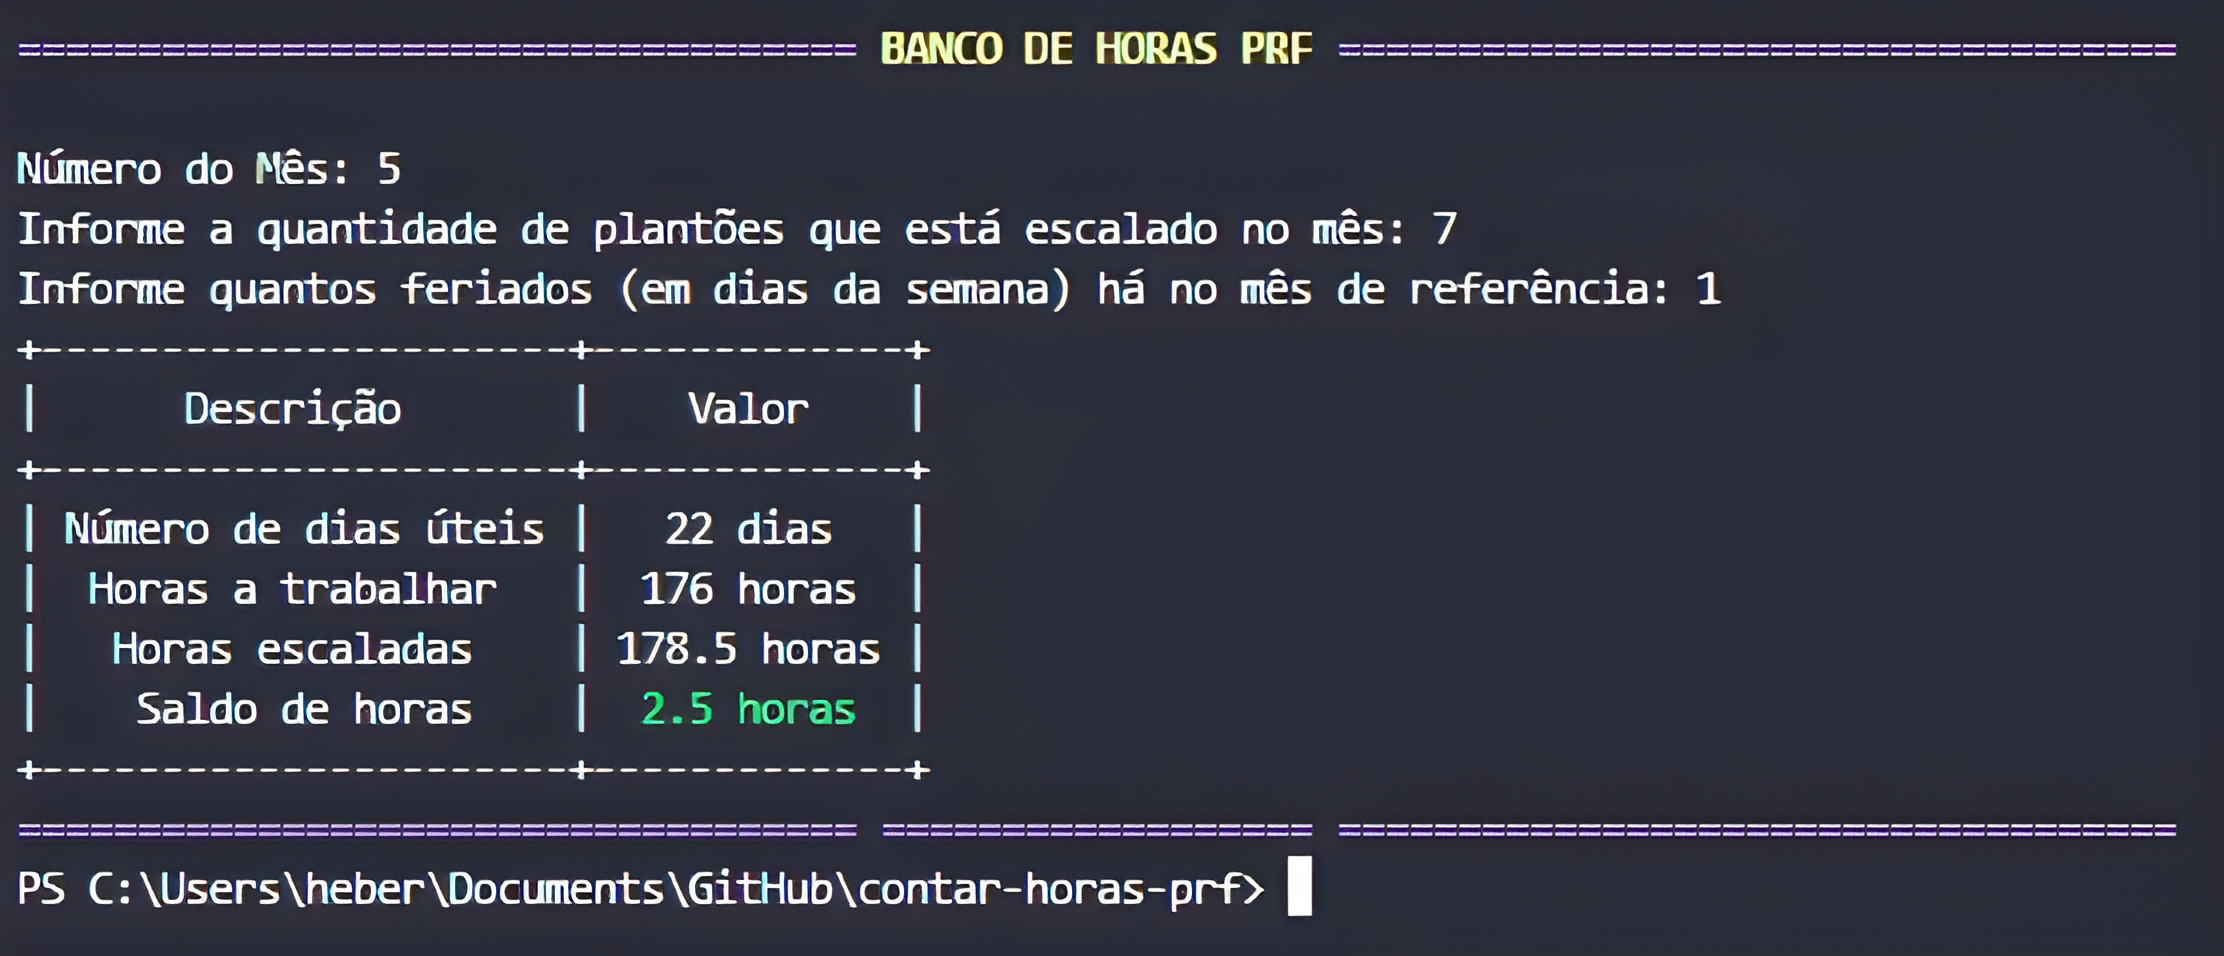 =================================== BANCO DE HORAS PRF ===================================
Número do Mês: 5
Informe a quantidade de plantões que está escalado no mês: 7
Informe quantos feriados (em dias da semana) há no mês de referência: 1
+-----------------------+-------------+
| Descrição | Valor |
+-----------------------+-------------+
| Número de dias úteis | 22 dias |
| Horas a trabalhar | 176 horas |
| Horas escaladas | 178.5 horas |
| Saldo de horas | 2.5 horas |
+-----------------------+-------------+
=================================== ================== ===================================
PS C:\Users\heber\Documents\GitHub\contar-horas-prf>